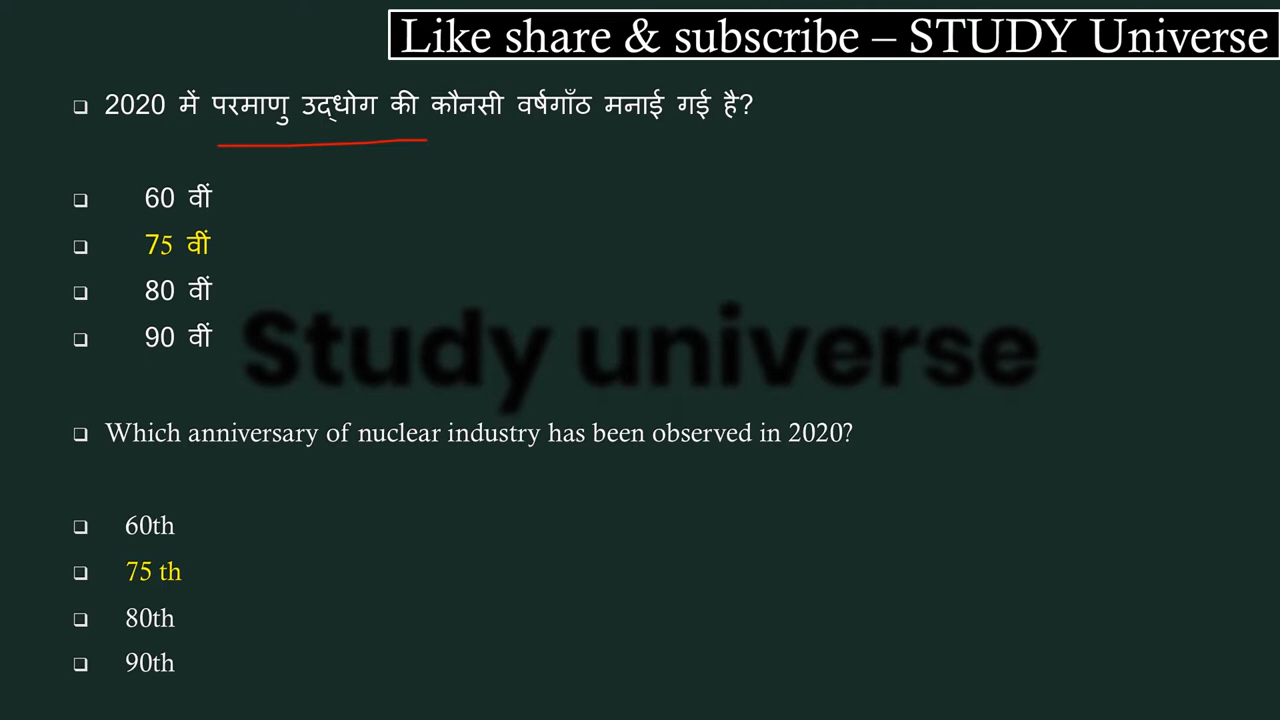 Like share & subscribe – STUDY Universe
2020 में परमाणु उद्धोग की कौनसी वर्षगाँठ मनाई गई है?
60 वीं
75 वीं
80 वीं
90 वीं
Study universe
Which anniversary of nuclear industry has been observed in 2020?
60th
75 th
80th
90th